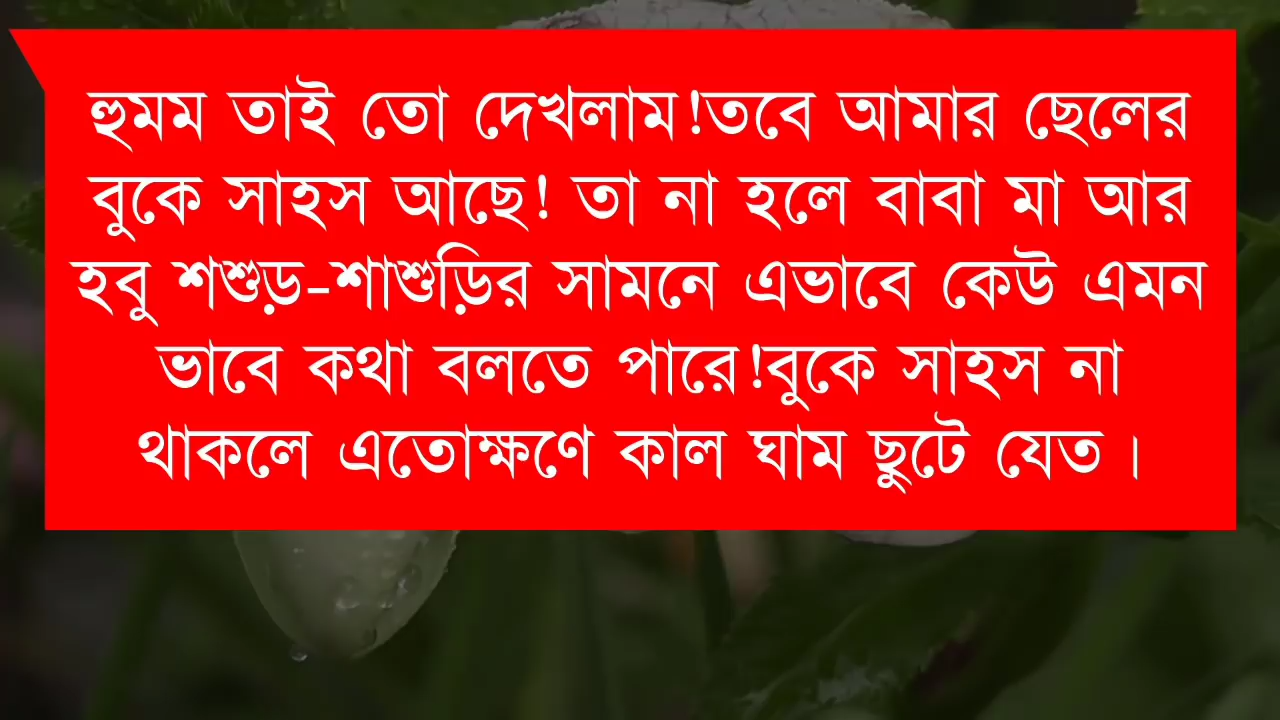 হুমম তাই তো দেখলাম!তবে আমার ছেলের
বুকে সাহস আছে! তা না হলে বাবা মা আর
হবু শশুড়-শাশুড়ির সামনে এভাবে কেউ এমন
ভাবে কথা বলতে পারে!বুকে সাহস না
থাকলে এতোক্ষণে কাল ঘাম ছুটে যেত।